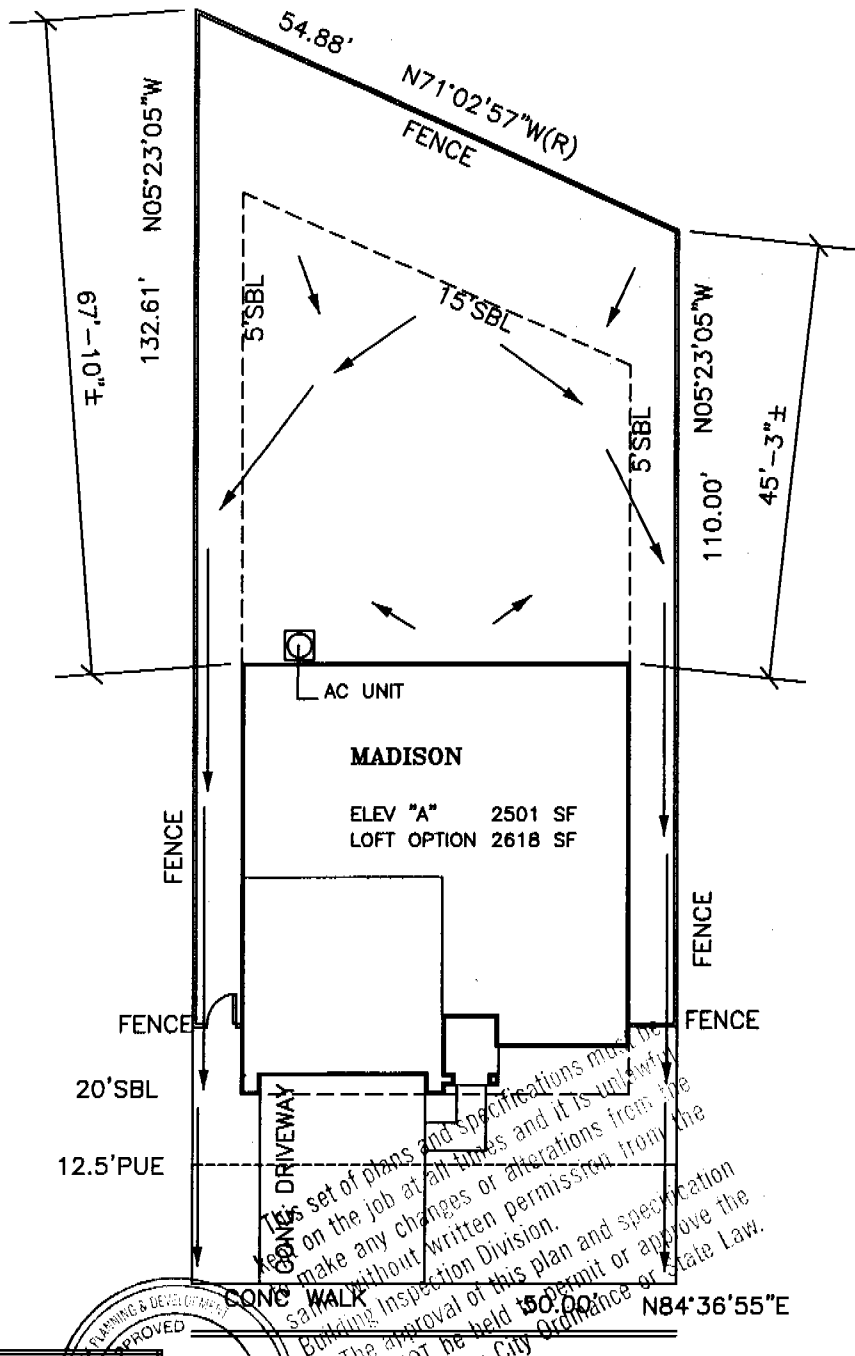 54.88'
N71°02'57"W(R)
FENCE
N05°23'05"W
132.61'
67'-10"±
5'SBL
15'SBL
5'SBL
N05°23'05"W
110.00'
45'-3"±
AC UNIT
MADISON
ELEV "A" 2501 SF
LOFT OPTION 2618 SF
FENCE
FENCE
FENCE
FENCE
20'SBL
12.5'PUE
CONC. DRIVEWAY
This set of plans and specifications must be
kept on the job at all times and it is unlawful
to make any changes or alterations from the
same without written permission from the
Building Inspection Division.
The approval of this plan and specification
NOT be held to permit or approve the
City Ordinance or State Law.
CONC WALK
50.00'
N84°36'55"E
PLANNING & DEVELOPMENT
APPROVED